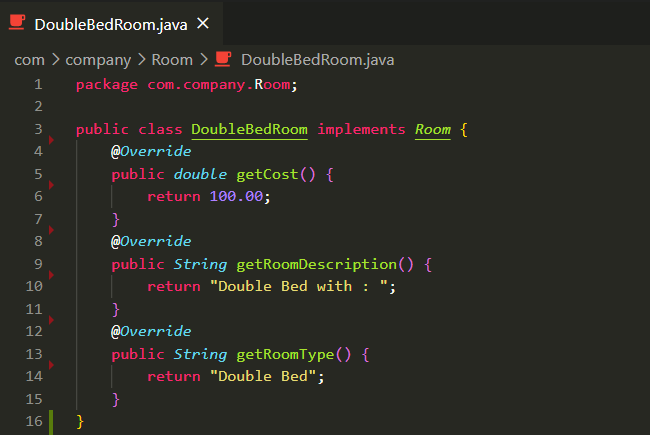 DoubleBedRoom.java ×
com > company > Room > DoubleBedRoom.java
1 package com.company.Room;
2
3 public class DoubleBedRoom implements Room {
4     @Override
5     public double getCost() {
6         return 100.00;
7     }
8     @Override
9     public String getRoomDescription() {
10         return "Double Bed with : ";
11     }
12     @Override
13     public String getRoomType() {
14         return "Double Bed";
15     }
16 }